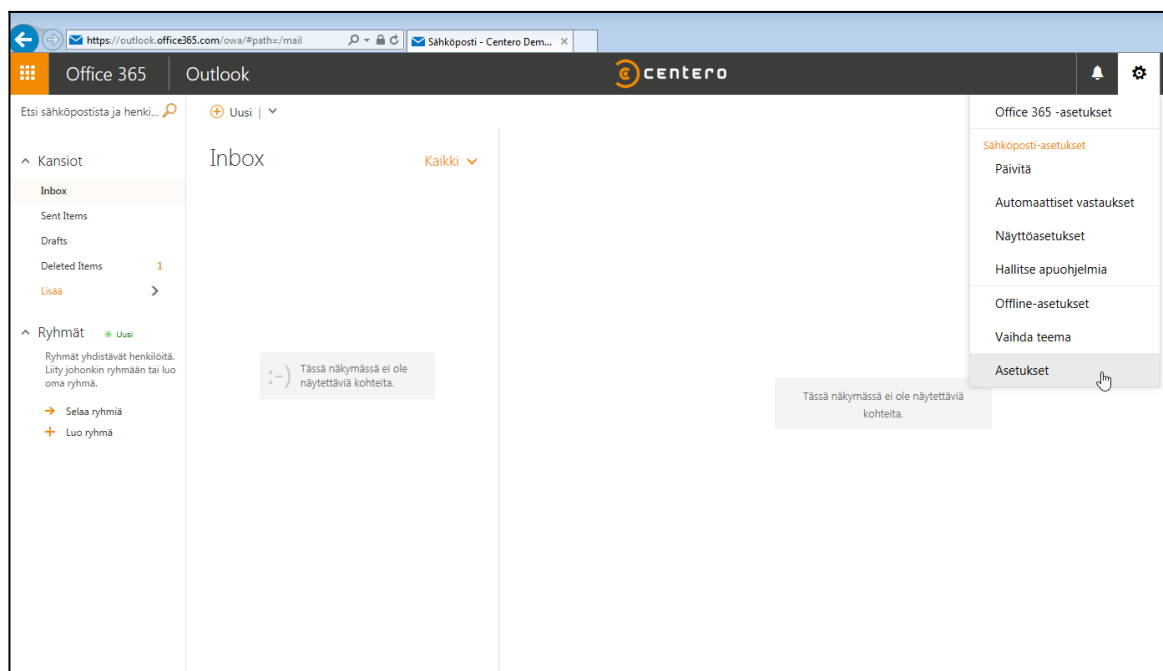 https://outlook.office365.com/owa/#path=/mail
Sähköposti - Centero Dem...
Office 365
Outlook
centero
Etsi sähköpostista ja henki...
Uusi
Kansiot
Inbox
Sent Items
Drafts
Deleted Items 1
Lisää
Ryhmät Uusi
Ryhmät yhdistävät henkilöitä.
Liity johonkin ryhmään tai luo
oma ryhmä.
Selaa ryhmiä
Luo ryhmä
Inbox
Kaikki
:-)
Tässä näkymässä ei ole
näytettäviä kohteita.
Tässä näkymässä ei ole näytettäviä
kohteita.
Office 365 -asetukset
Sähköposti-asetukset
Päivitä
Automaattiset vastaukset
Näyttöasetukset
Hallitse apuohjelmia
Offline-asetukset
Vaihda teema
Asetukset